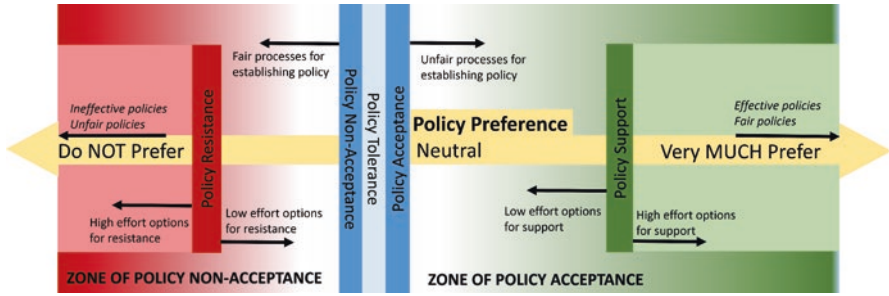 Fair processes for
establishing policy
Unfair processes for
establishing policy
Ineffective policies
Unfair policies
Do NOT Prefer
Policy Resistance
Policy Non-Acceptance
Policy Tolerance
Policy Acceptance
Policy Preference
Neutral
Policy Support
Effective policies
Fair policies
Very MUCH Prefer
High effort options
for resistance
Low effort options
for resistance
Low effort options
for support
High effort options
for support
ZONE OF POLICY NON-ACCEPTANCE
ZONE OF POLICY ACCEPTANCE